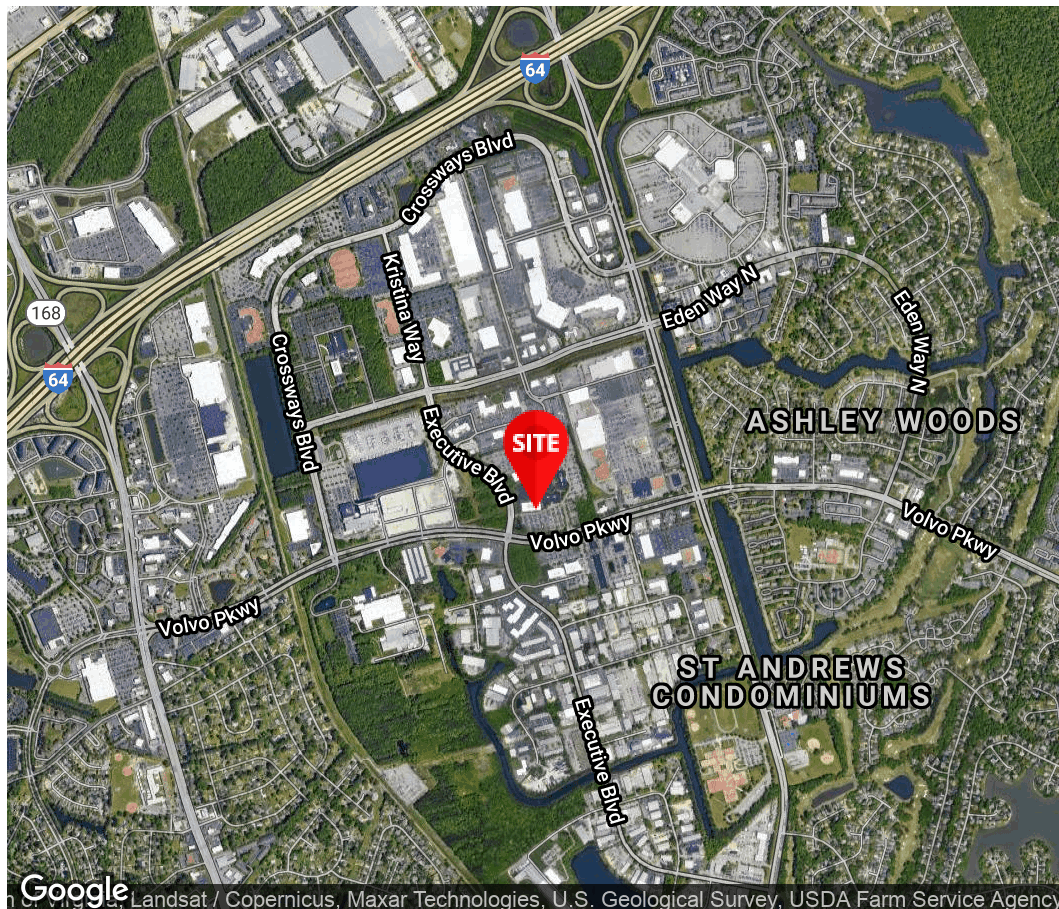 64
Crossways Blvd
Kristina Way
Eden Way N
Eden Way N
168
64
Crossways Blvd
Executive Blvd
SITE
ASHLEY WOODS
Volvo Pkwy
Volvo Pkwy
Volvo Pkwy
ST ANDREWS
CONDOMINIUMS
Executive Blvd
Google
Landsat / Copernicus, Maxar Technologies, U.S. Geological Survey, USDA Farm Service Agency